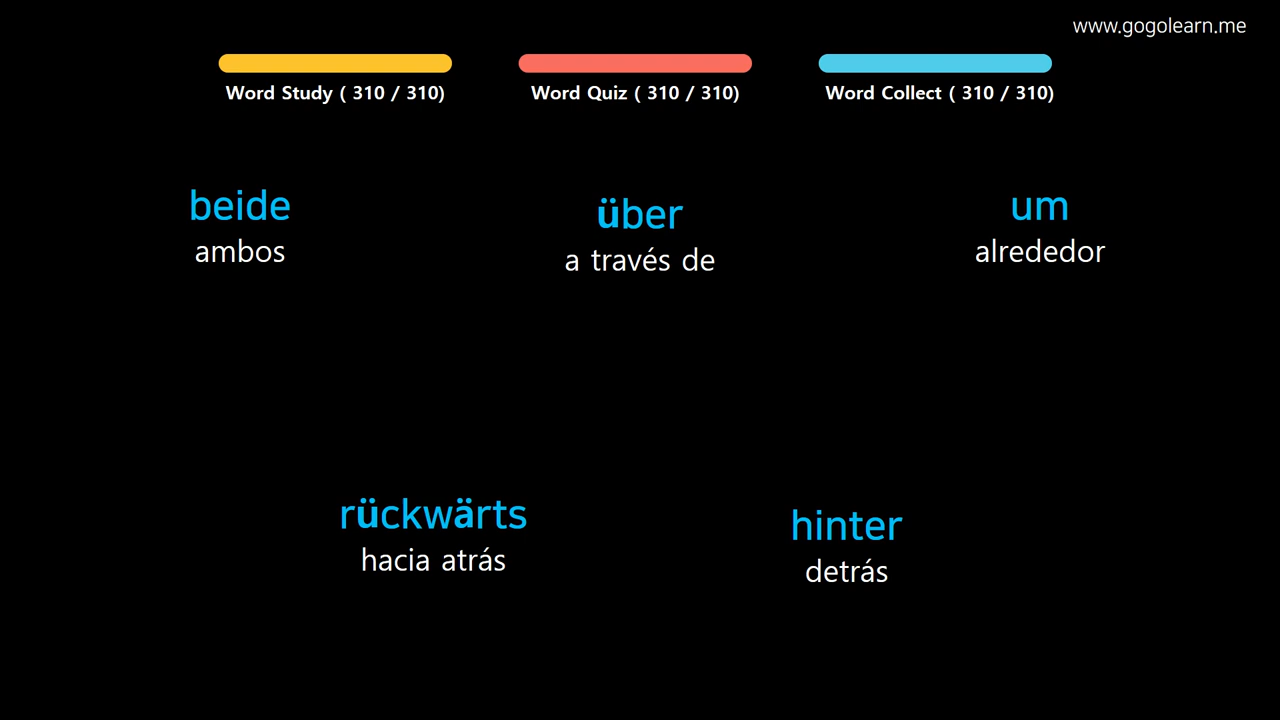 www.gogolearn.me
Word Study ( 310 / 310)
Word Quiz ( 310 / 310)
Word Collect ( 310 / 310)
beide
ambos
über
a través de
um
alrededor
rückwärts
hacia atrás
hinter
detrás